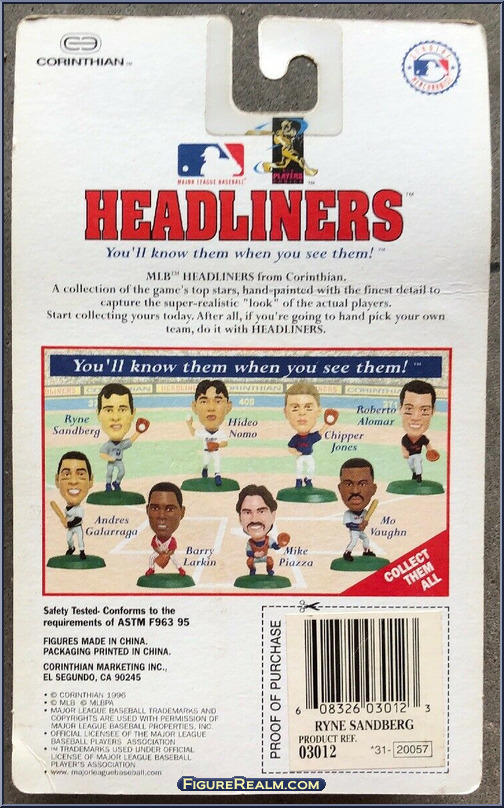 CORINTHIAN™
GENUINE
MERCHANDISE
MAJOR LEAGUE BASEBALL
PLAYERS
CHOICE
™
HEADLINERS™
You'll know them when you see them! ™
MLB™ HEADLINERS from Corinthian.
A collection of the game's top stars, hand-painted with the finest detail to
capture the super-realistic "look" of the actual players.
Start collecting yours today. After all, if you're going to hand pick your own
team, do it with HEADLINERS.
You'll know them when you see them! ™
Ryne
Sandberg
Hideo
Nomo
Chipper
Jones
Roberto
Alomar
Andres
Galarraga
Barry
Larkin
Mike
Piazza
Mo
Vaughn
COLLECT
THEM
ALL
Safety Tested- Conforms to the
requirements of ASTM F963 95
FIGURES MADE IN CHINA.
PACKAGING PRINTED IN CHINA.
CORINTHIAN MARKETING INC.,
EL SEGUNDO, CA 90245
• © CORINTHIAN 1996
• © MLB © MLBPA
• MAJOR LEAGUE BASEBALL TRADEMARKS AND
COPYRIGHTS ARE USED WITH PERMISSION OF
MAJOR LEAGUE BASEBALL PROPERTIES, INC.
• OFFICIAL LICENSEE OF THE MAJOR LEAGUE
BASEBALL PLAYERS ASSOCIATION
• ™ TRADEMARKS USED UNDER OFFICIAL
LICENSE OF MAJOR LEAGUE BASEBALL
PLAYER'S ASSOCIATION.
• www.majorleaguebaseball.com
PROOF OF PURCHASE
6 08326 03012 3
RYNE SANDBERG
PRODUCT REF.
03012
*31- 20057
FIGUREREALM.COM